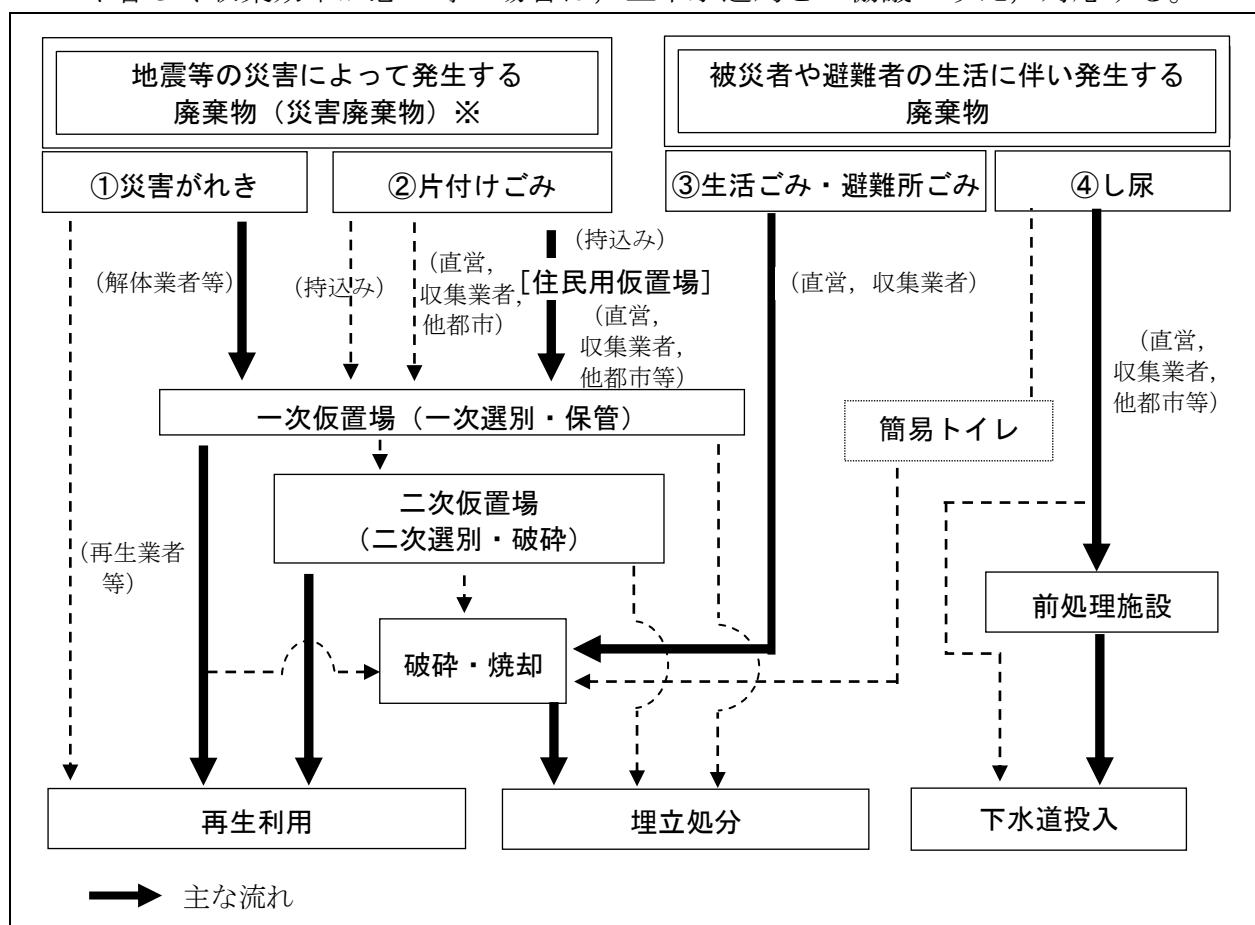 地震等の災害によって発生する
廃棄物（災害廃棄物）※
被災者や避難者の生活に伴い発生する
廃棄物
①災害がれき
②片付けごみ
③生活ごみ・避難所ごみ
④し尿
（解体業者等）
（持込み）
（直営，
収集業者，
他都市）
（持込み）
［住民用仮置場］
（直営，
収集業者，
他都市等）
（直営，収集業者）
（直営，
収集業者，
他都市等）
一次仮置場（一次選別・保管）
簡易トイレ
二次仮置場
（二次選別・破砕）
（再生業者
等）
前処理施設
破砕・焼却
再生利用
埋立処分
下水道投入
主な流れ